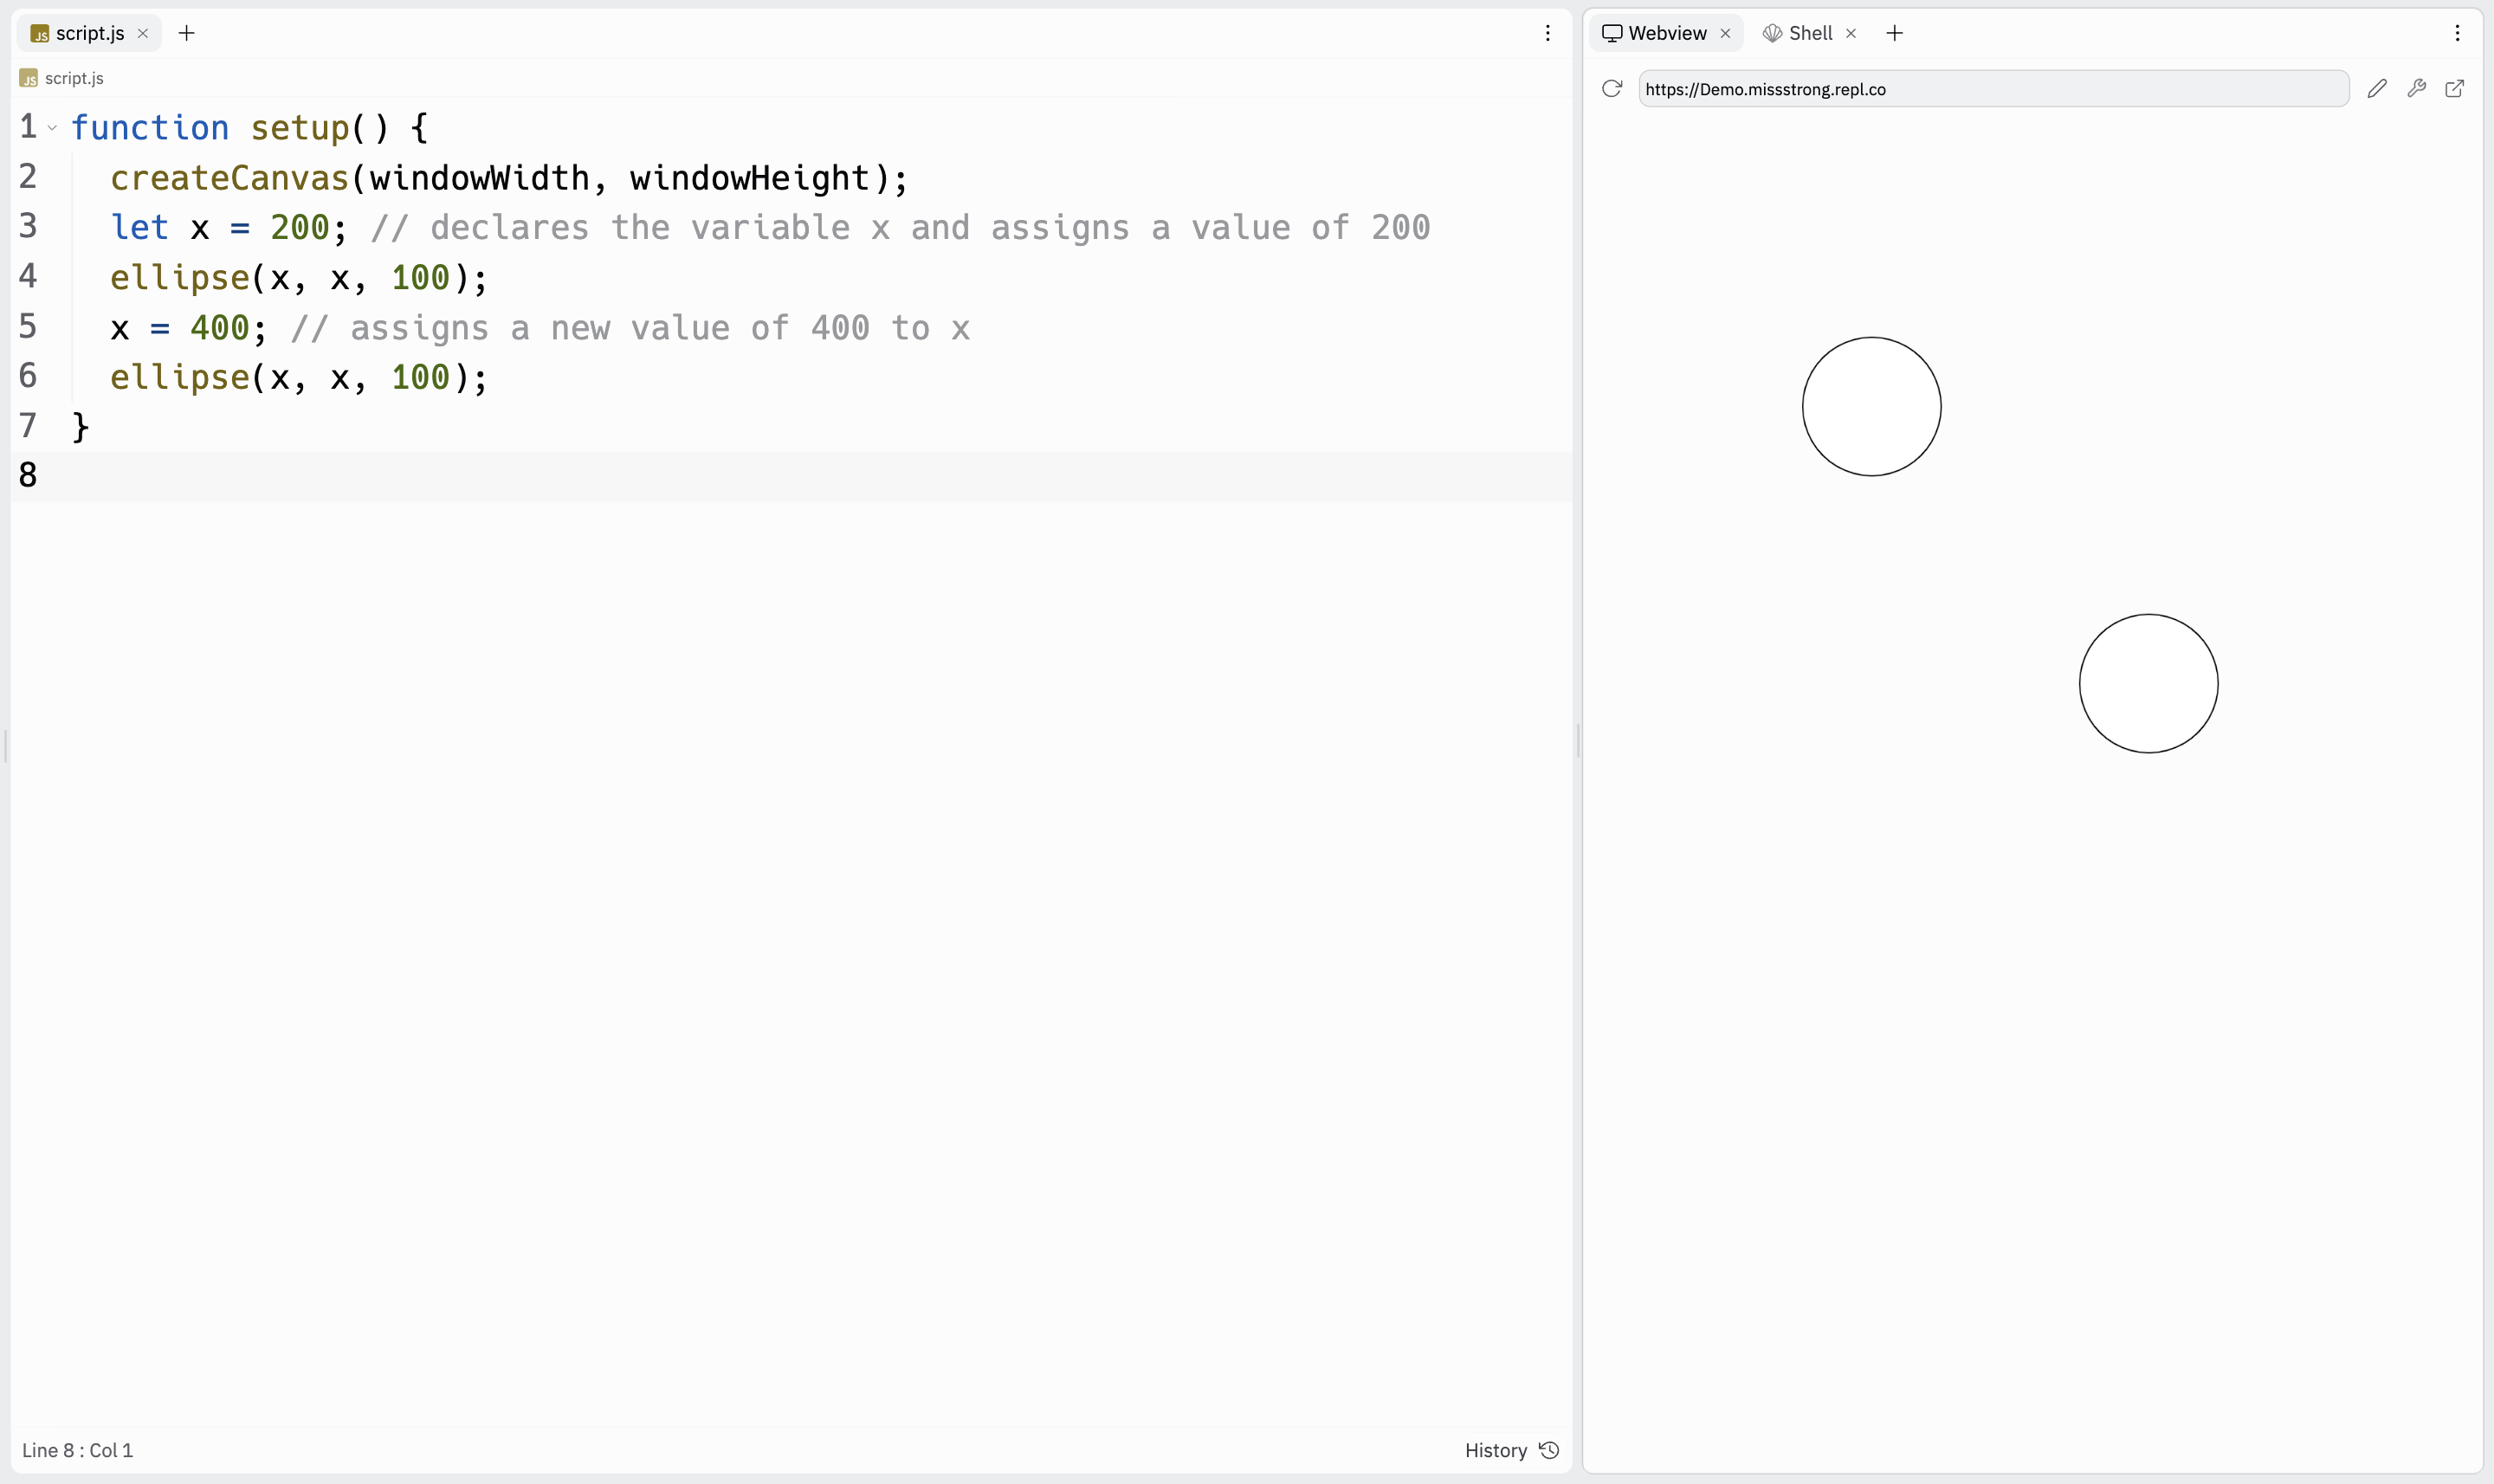 JS script.js
JS script.js
1 function setup() {
2 createCanvas(windowWidth, windowHeight);
3 let x = 200; // declares the variable x and assigns a value of 200
4 ellipse(x, x, 100);
5 x = 400; // assigns a new value of 400 to x
6 ellipse(x, x, 100);
7 }
8
Line 8 : Col 1
History
Webview
Shell
https://Demo.missstrong.repl.co